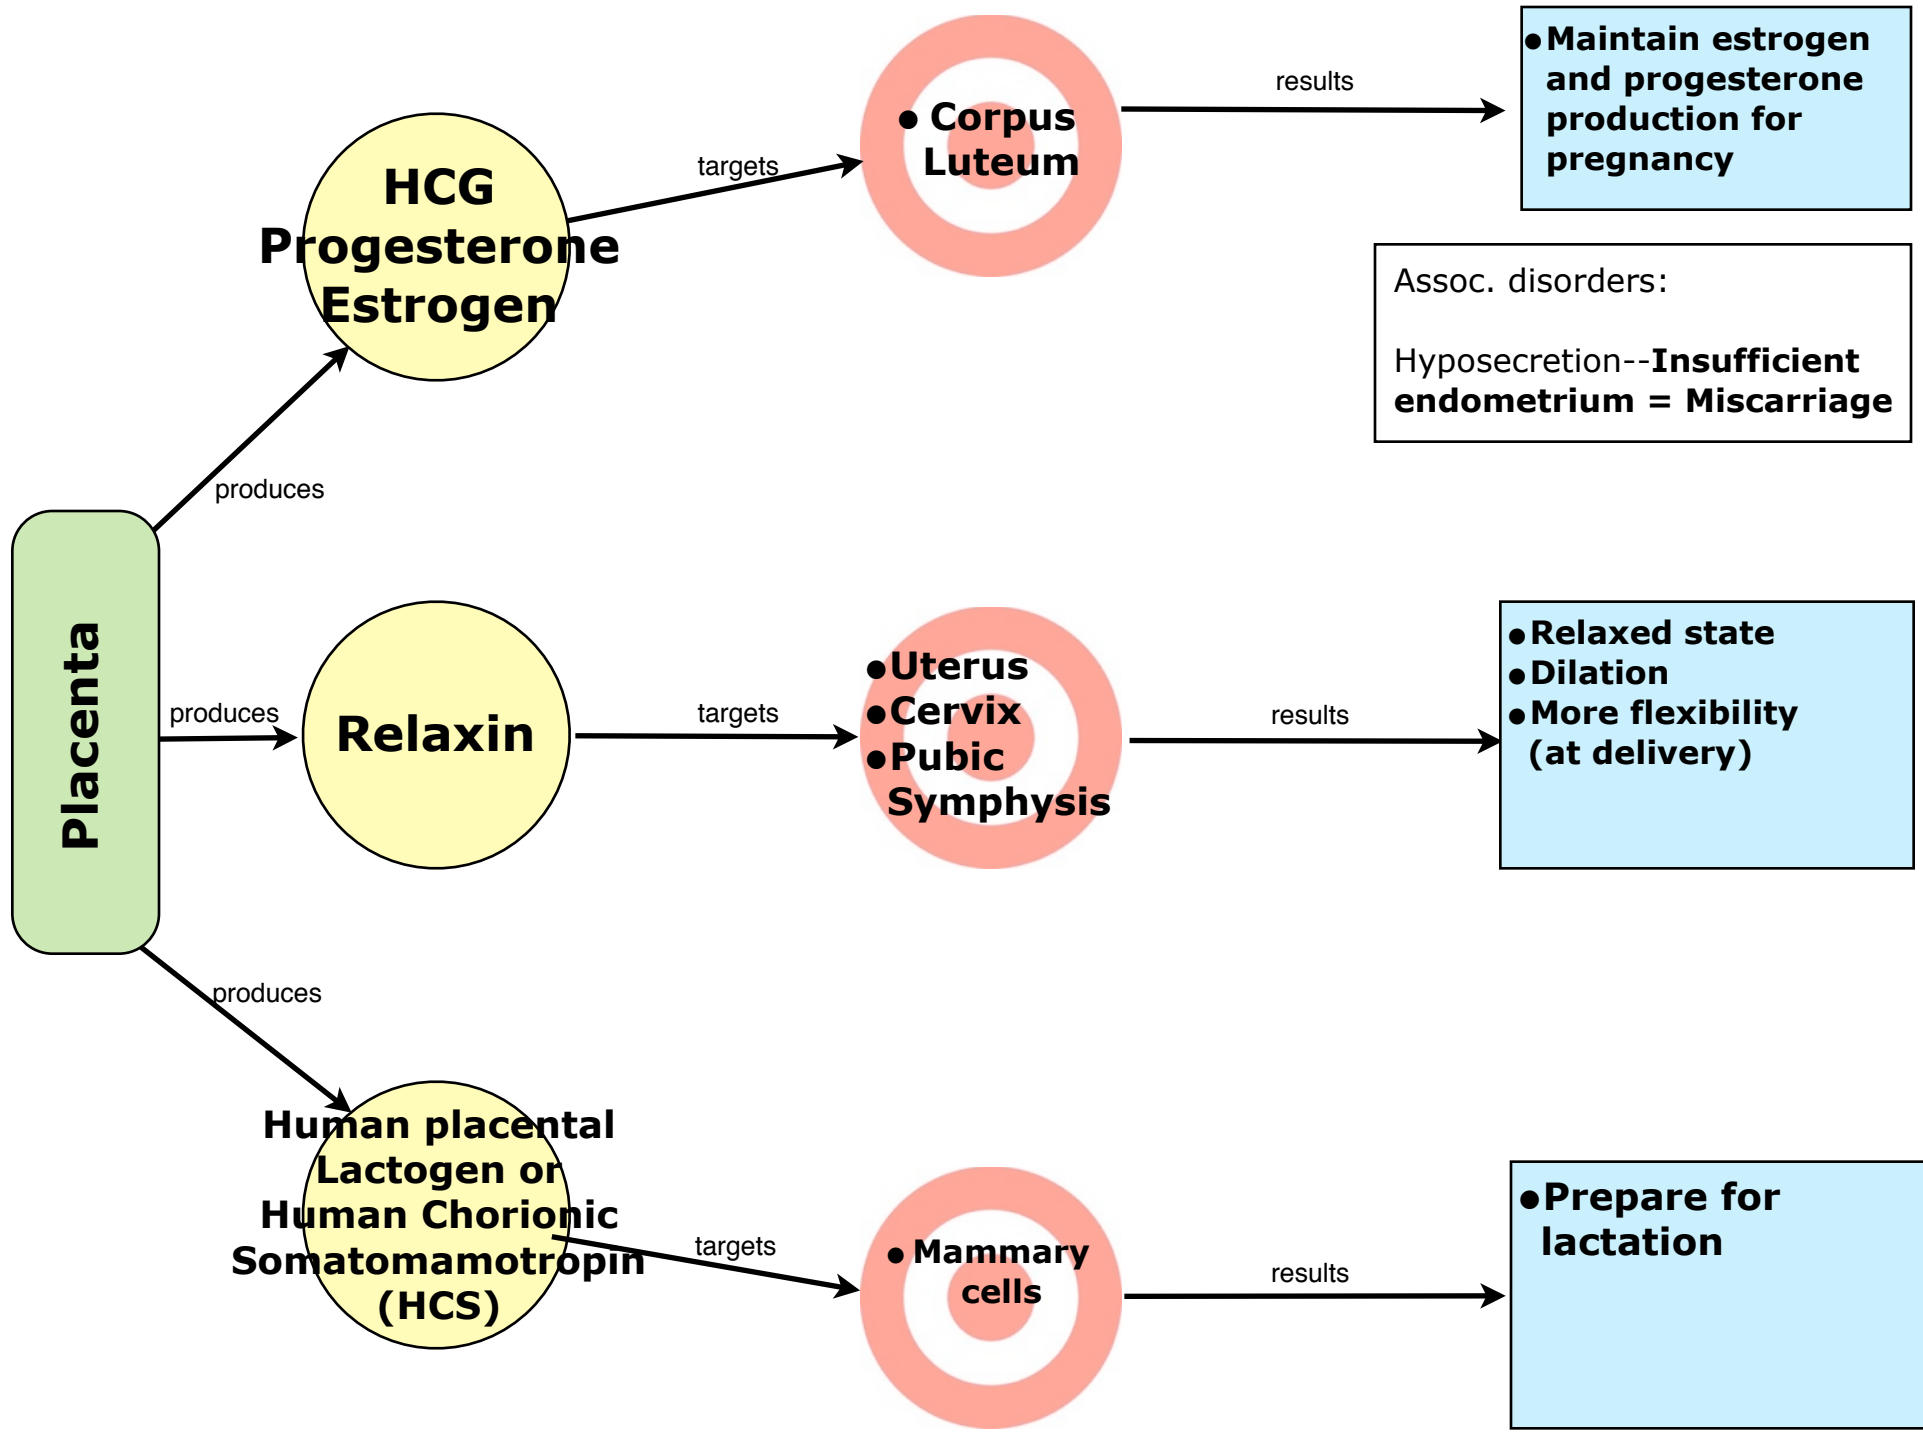 Placenta
produces
HCG
Progesterone
Estrogen
targets
● Corpus
Luteum
results
●Maintain estrogen
and progesterone
production for
pregnancy
Assoc. disorders:
Hyposecretion--Insufficient
endometrium = Miscarriage
produces
Relaxin
targets
●Uterus
●Cervix
●Pubic
Symphysis
results
●Relaxed state
●Dilation
●More flexibility
(at delivery)
produces
Human placental
Lactogen or
Human Chorionic
Somatomamotropin
(HCS)
targets
● Mammary
cells
results
●Prepare for
lactation